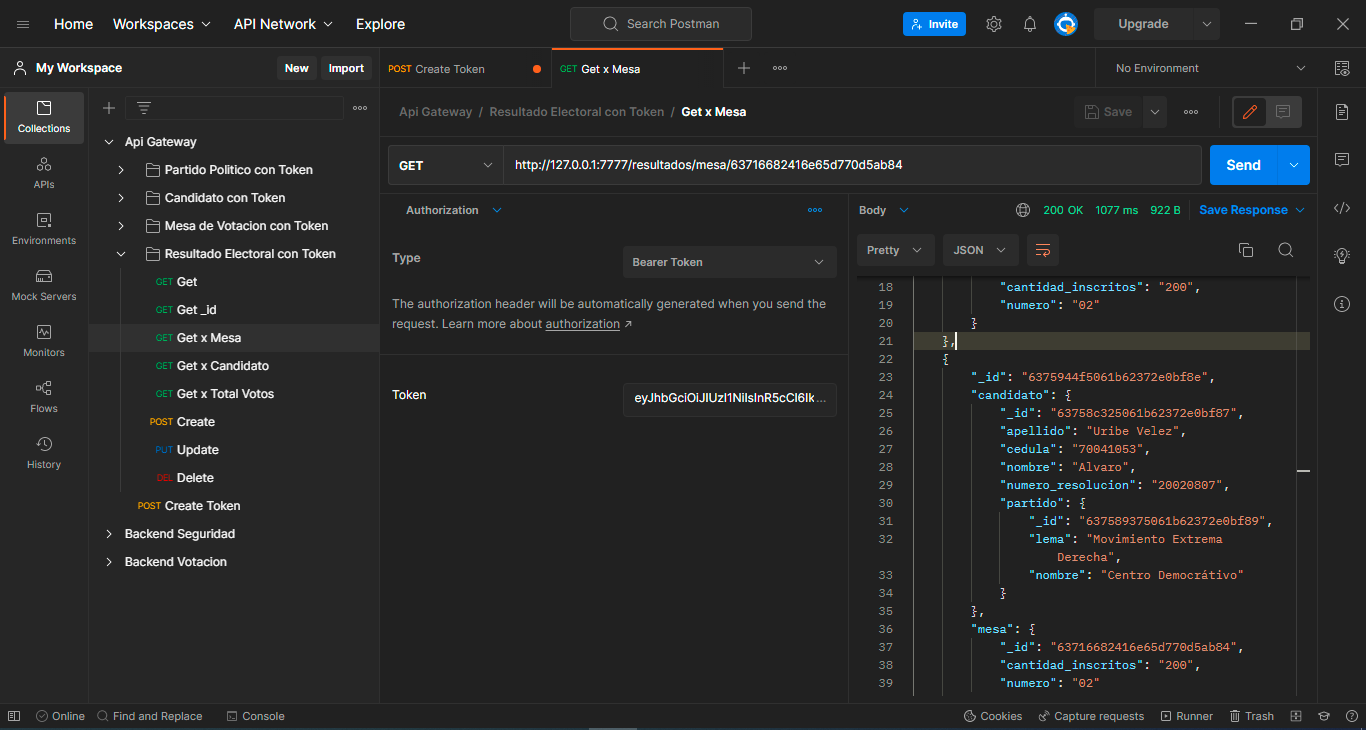 Home Workspaces API Network Explore Search Postman Invite Upgrade
My Workspace New Import POST Create Token GET Get x Mesa No Environment
Collections
APIs
Environments
Mock Servers
Monitors
Flows
History
Api Gateway
Partido Politico con Token
Candidato con Token
Mesa de Votacion con Token
Resultado Electoral con Token
GET Get
GET Get _id
GET Get x Mesa
GET Get x Candidato
GET Get x Total Votos
POST Create
PUT Update
DEL Delete
POST Create Token
Backend Seguridad
Backend Votacion
Api Gateway / Resultado Electoral con Token / Get x Mesa Save
GET http://127.0.0.1:7777/resultados/mesa/63716682416e65d770d5ab84 Send
Authorization
Type Bearer Token
The authorization header will be automatically generated when you send the
request. Learn more about authorization ↗
Token eyJhbGciOiJIUzI1NiIsInR5cCI6Ik...
Body 200 OK 1077 ms 922 B Save Response
Pretty JSON
18 "cantidad_inscritos": "200",
19 "numero": "02"
20 }
21 },
22 {
23 "_id": "6375944f5061b62372e0bf8e",
24 "candidato": {
25 "_id": "63758c325061b62372e0bf87",
26 "apellido": "Uribe Velez",
27 "cedula": "70041053",
28 "nombre": "Alvaro",
29 "numero_resolucion": "20020807",
30 "partido": {
31 "_id": "637589375061b62372e0bf89",
32 "lema": "Movimiento Extrema
Derecha",
33 "nombre": "Centro Democrátivo"
34 }
35 },
36 "mesa": {
37 "_id": "63716682416e65d770d5ab84",
38 "cantidad_inscritos": "200",
39 "numero": "02"
Online Find and Replace Console Cookies Capture requests Runner Trash